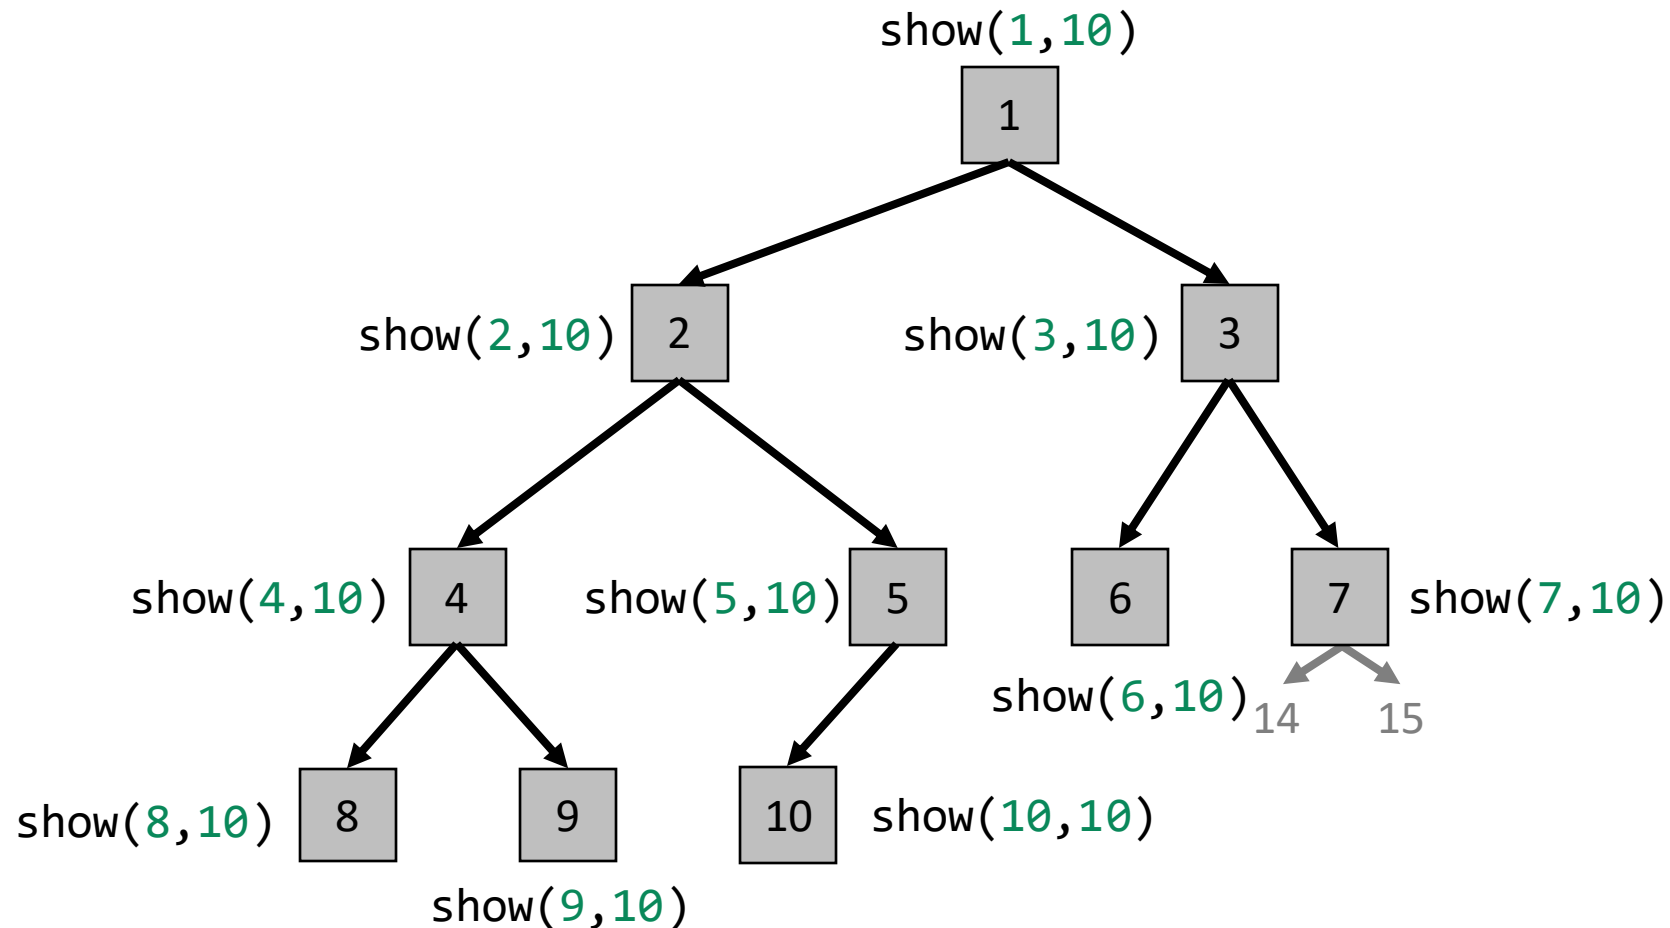 show(1,10)
1
show(2,10) 2 show(3,10) 3
show(4,10) 4 show(5,10) 5 6 7 show(7,10)
show(6,10) 14 15
show(8,10) 8 9 10 show(10,10)
show(9,10)